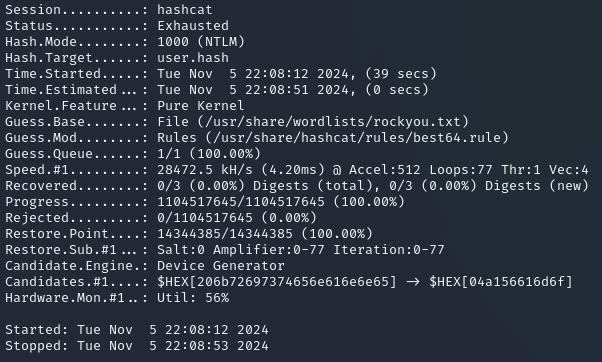 Session..........: hashcat
Status...........: Exhausted
Hash.Mode........: 1000 (NTLM)
Hash.Target......: user.hash
Time.Started.....: Tue Nov  5 22:08:12 2024, (39 secs)
Time.Estimated...: Tue Nov  5 22:08:51 2024, (0 secs)
Kernel.Feature...: Pure Kernel
Guess.Base.......: File (/usr/share/wordlists/rockyou.txt)
Guess.Mod........: Rules (/usr/share/hashcat/rules/best64.rule)
Guess.Queue......: 1/1 (100.00%)
Speed.#1.........: 28472.5 kH/s (4.20ms) @ Accel:512 Loops:77 Thr:1 Vec:4
Recovered........: 0/3 (0.00%) Digests (total), 0/3 (0.00%) Digests (new)
Progress.........: 1104517645/1104517645 (100.00%)
Rejected.........: 0/1104517645 (0.00%)
Restore.Point....: 14344385/14344385 (100.00%)
Restore.Sub.#1...: Salt:0 Amplifier:0-77 Iteration:0-77
Candidate.Engine.: Device Generator
Candidates.#1....: $HEX[206b72697374656e616e6e65] -> $HEX[04a156616d6f]
Hardware.Mon.#1..: Util: 56%
Started: Tue Nov  5 22:08:12 2024
Stopped: Tue Nov  5 22:08:53 2024